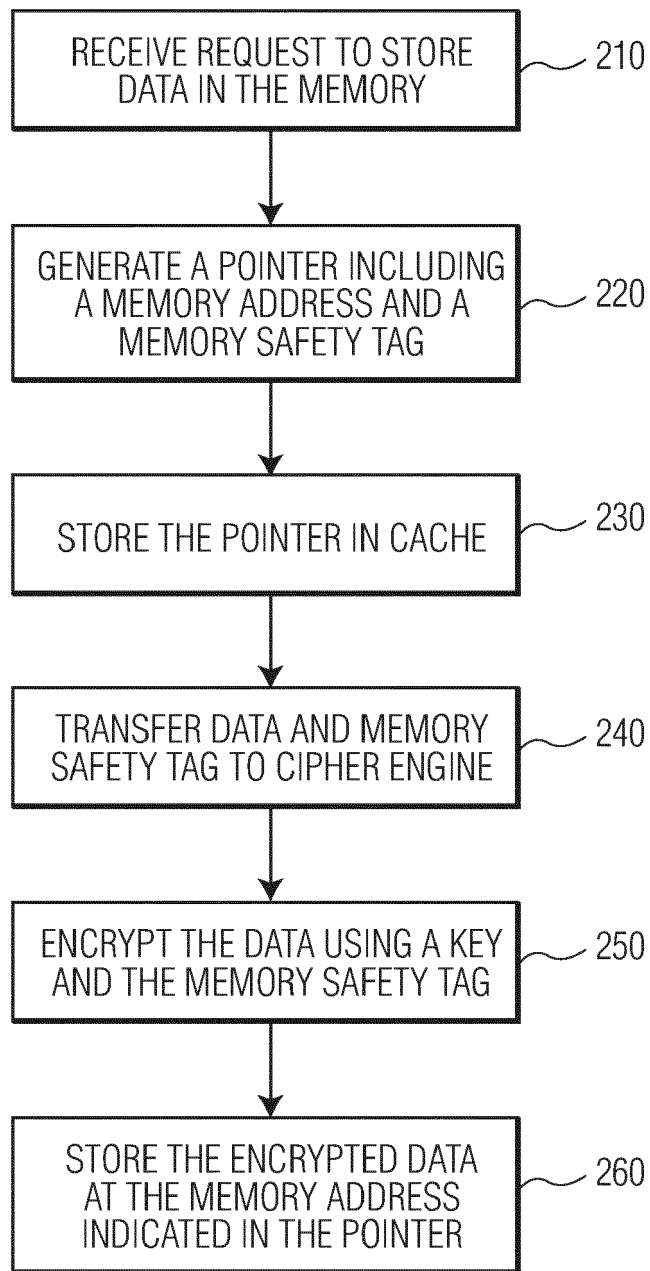 RECEIVE REQUEST TO STORE
DATA IN THE MEMORY
210
GENERATE A POINTER INCLUDING
A MEMORY ADDRESS AND A
MEMORY SAFETY TAG
220
STORE THE POINTER IN CACHE
230
TRANSFER DATA AND MEMORY
SAFETY TAG TO CIPHER ENGINE
240
ENCRYPT THE DATA USING A KEY
AND THE MEMORY SAFETY TAG
250
STORE THE ENCRYPTED DATA
AT THE MEMORY ADDRESS
INDICATED IN THE POINTER
260